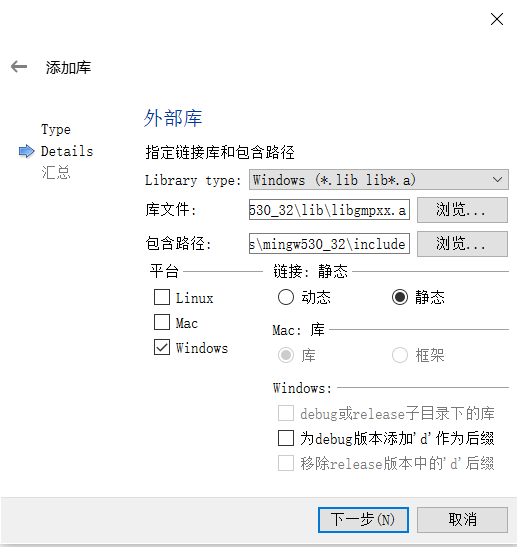 添加库
Type
Details
汇总
外部库
指定链接库和包含路径
Library type: Windows (*.lib lib*.a)
库文件: 530_32\lib\libgmpxx.a 浏览...
包含路径: s\mingw530_32\include 浏览...
平台
Linux
Mac
Windows
链接: 静态
动态 静态
Mac: 库
库 框架
Windows:
debug或release子目录下的库
为debug版本添加'd'作为后缀
移除release版本中的'd'后缀
下一步(N) 取消